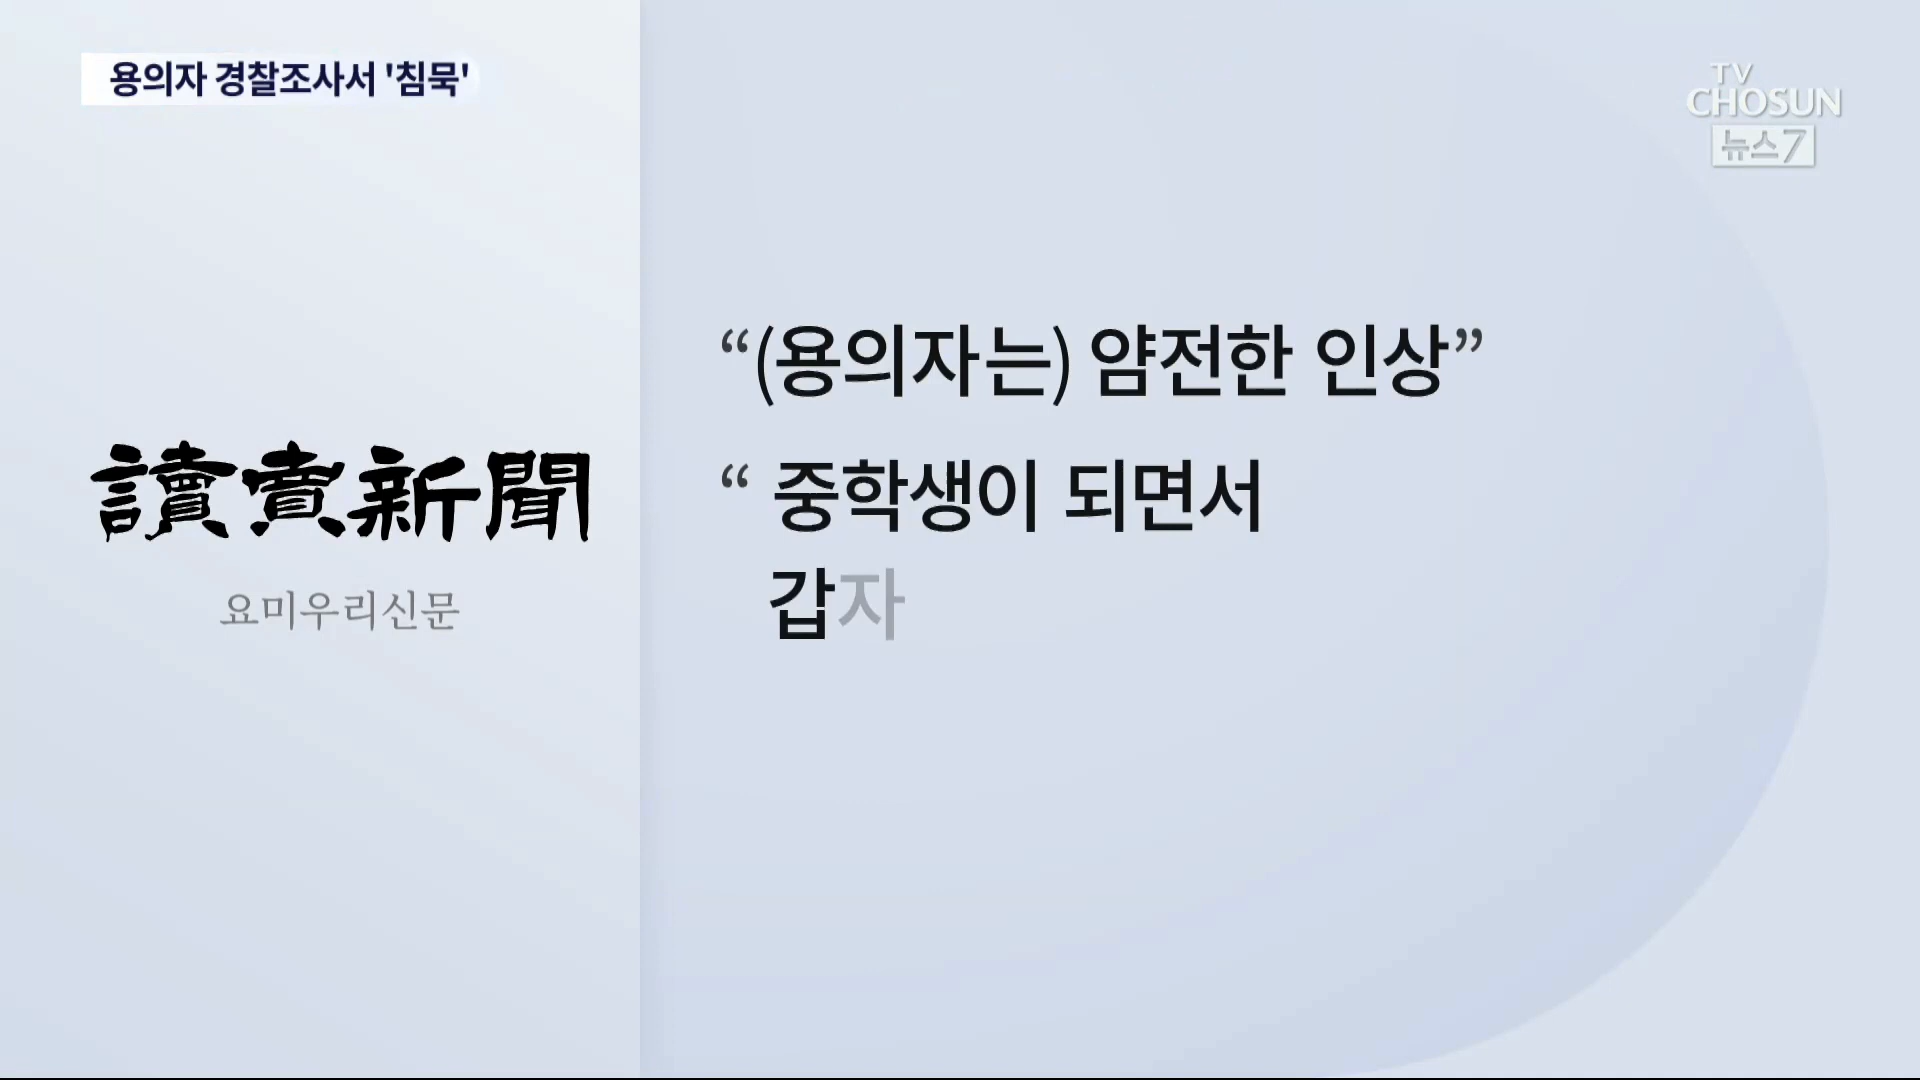 용의자 경찰조사서 '침묵'
TV
CHOSUN
뉴스7
讀賣新聞
요미우리신문
“(용의자는) 얌전한 인상”
“ 중학생이 되면서
갑자